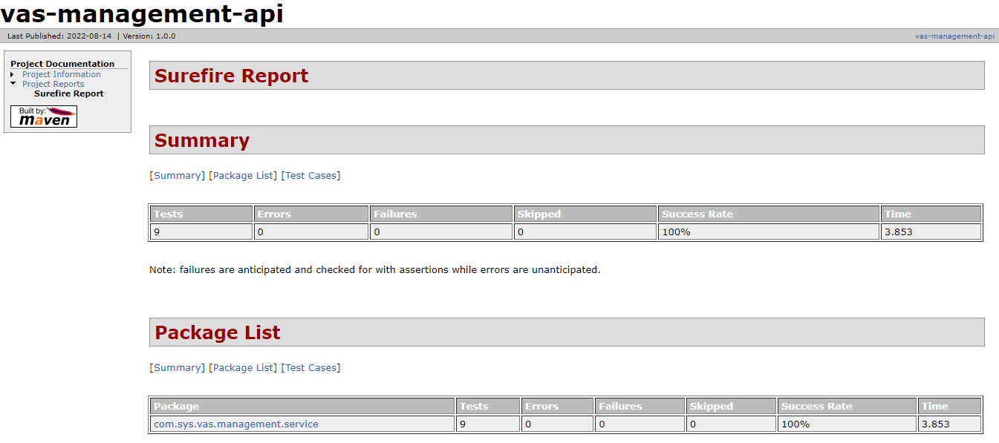 vas-management-api
Last Published: 2022-08-14 | Version: 1.0.0 vas-management-api
Project Documentation
Project Information
Project Reports
Surefire Report
Built by:
maven
Surefire Report
Summary
[Summary] [Package List] [Test Cases]
Tests Errors Failures Skipped Success Rate Time
9 0 0 0 100% 3.853
Note: failures are anticipated and checked for with assertions while errors are unanticipated.
Package List
[Summary] [Package List] [Test Cases]
Package Tests Errors Failures Skipped Success Rate Time
com.sys.vas.management.service 9 0 0 0 100% 3.853